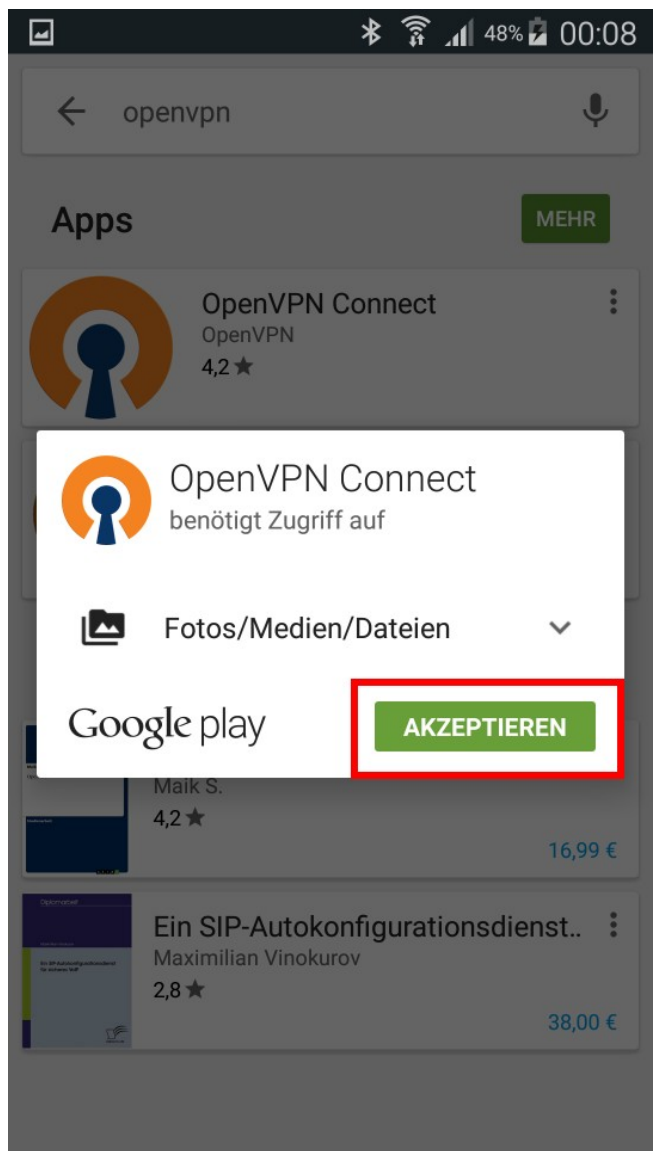 48% 00:08
openvpn
Apps
MEHR
OpenVPN Connect
OpenVPN
4,2★
OpenVPN Connect
benötigt Zugriff auf
Fotos/Medien/Dateien
Google play
AKZEPTIEREN
Maik S.
4,2★
16,99 €
Diplomarbeit
Ein SIP-Autokonfigurationsdienst..
Maximilian Vinokurov
2,8★
38,00 €